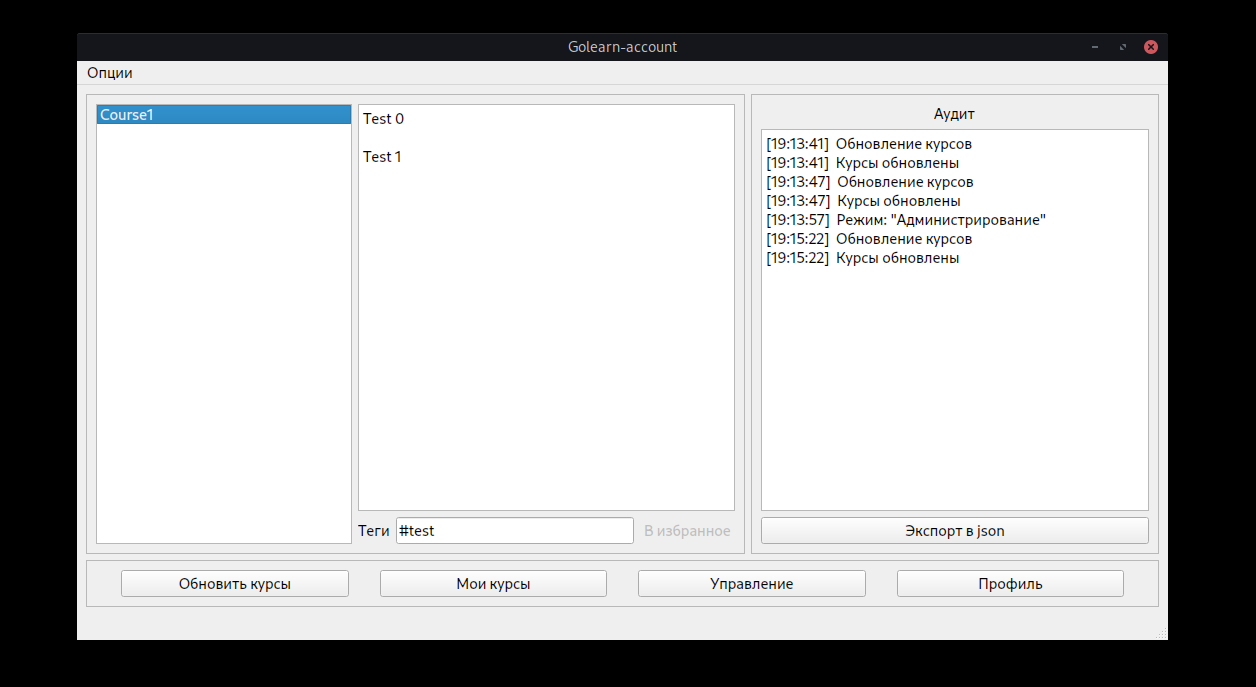 Golearn-account
Опции
Course1
Test 0
Test 1
Теги #test В избранное
Аудит
[19:13:41] Обновление курсов
[19:13:41] Курсы обновлены
[19:13:47] Обновление курсов
[19:13:47] Курсы обновлены
[19:13:57] Режим: "Администрирование"
[19:15:22] Обновление курсов
[19:15:22] Курсы обновлены
Экспорт в json
Обновить курсы Мои курсы Управление Профиль